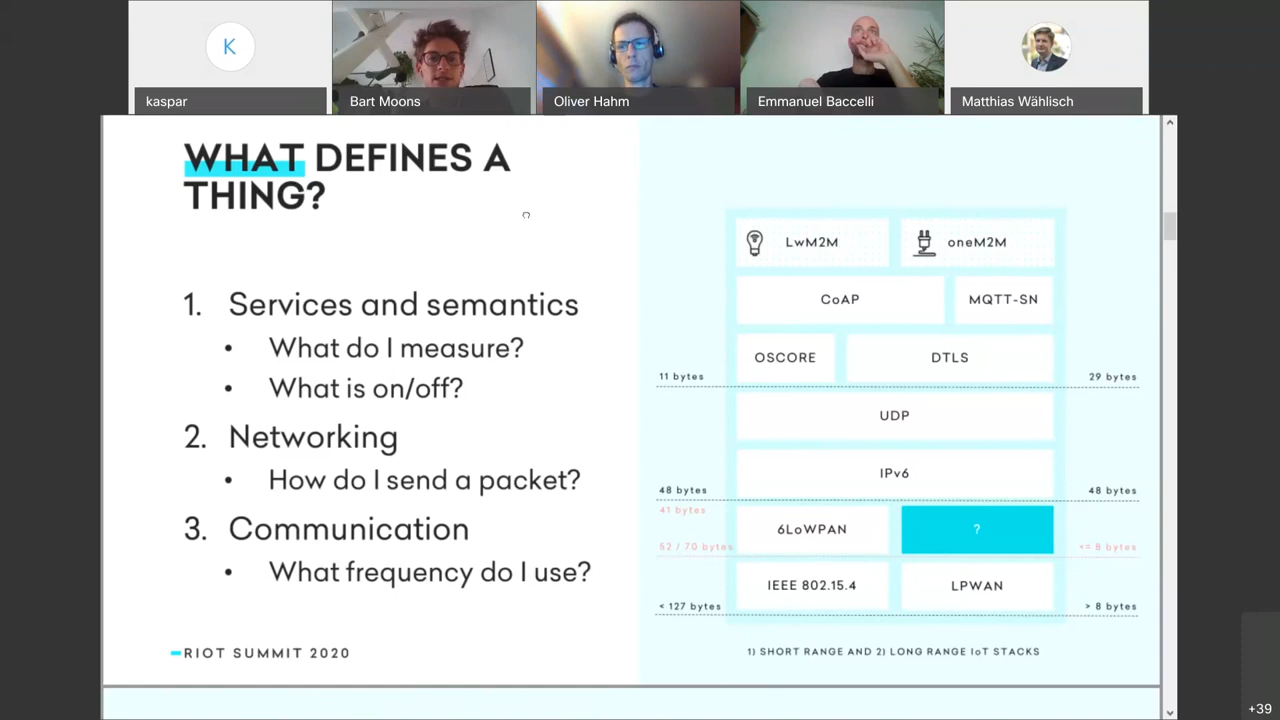 K
kaspar
Bart Moons
Oliver Hahm
Emmanuel Baccelli
Matthias Wählisch
WHAT DEFINES A
THING?
1. Services and semantics
• What do I measure?
• What is on/off?
2. Networking
• How do I send a packet?
3. Communication
• What frequency do I use?
RIOT SUMMIT 2020
LwM2M
oneM2M
CoAP
MQTT-SN
OSCORE
DTLS
11 bytes
29 bytes
UDP
IPv6
48 bytes
48 bytes
41 bytes
6LoWPAN
?
52 / 70 bytes
<= 8 bytes
IEEE 802.15.4
LPWAN
< 127 bytes
> 8 bytes
1) SHORT RANGE AND 2) LONG RANGE IoT STACKS
+39